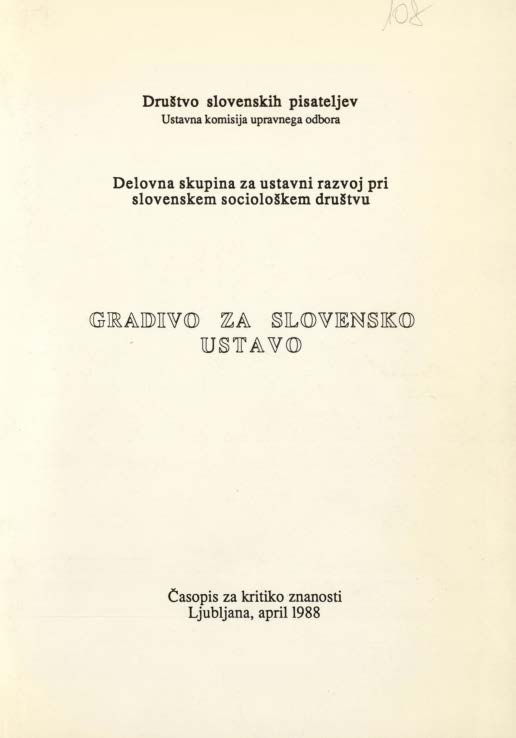 108
Društvo slovenskih pisateljev
Ustavna komisija upravnega odbora
Delovna skupina za ustavni razvoj pri
slovenskem sociološkem društvu
GRADIVO ZA SLOVENSKO
USTAVO
Časopis za kritiko znanosti
Ljubljana, april 1988